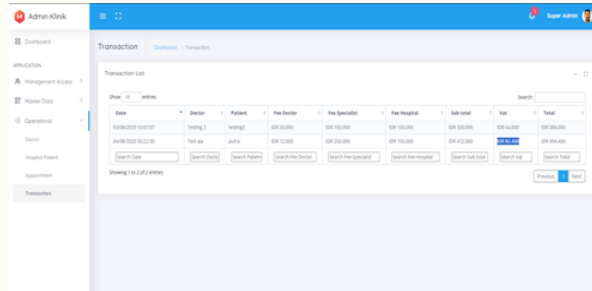 Admin Klinik
Super Admin
Dashboard
Transaction
Dashboard - Transaction
APPLICATION
Management Access
Master Data
Operational
Doctor
Hospital Patient
Appointment
Transaction
Transaction List
Show 10 entries
Search:
Date Doctor Patient Fee Doctor Fee Specialist Fee Hospital Sub total Vat Total
03/08/2025 10:07:07 Testing 2 testing3 IDR 20,000 IDR 150,000 IDR 150,000 IDR 320,000 IDR 64,000 IDR 384,000
04/08/2025 05:22:30 Test aja putra IDR 12,000 IDR 250,000 IDR 150,000 IDR 412,000 IDR 82,400 IDR 494,400
Search Date Search Docto Search Patien Search Fee Doctor Search Fee Specialist Search Fee Hospital Search Sub total Search Vat Search Total
Showing 1 to 2 of 2 entries
Previous 1 Next